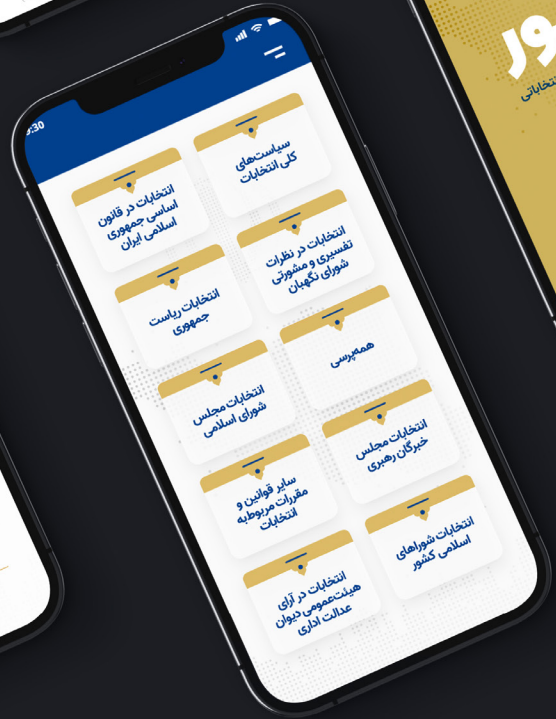 9:30
سیاست‌های
کلی انتخابات
انتخابات در قانون
اساسی جمهوری
اسلامی ایران
انتخابات در نظرات
تفسیری و مشورتی
شورای نگهبان
انتخابات ریاست
جمهوری
همه‌پرسی
انتخابات مجلس
شورای اسلامی
انتخابات مجلس
خبرگان رهبری
سایر قوانین و
مقررات مربوط‌به
انتخابات
انتخابات شوراهای
اسلامی کشور
انتخابات در آرای
هیئت‌عمومی دیوان
عدالت اداری